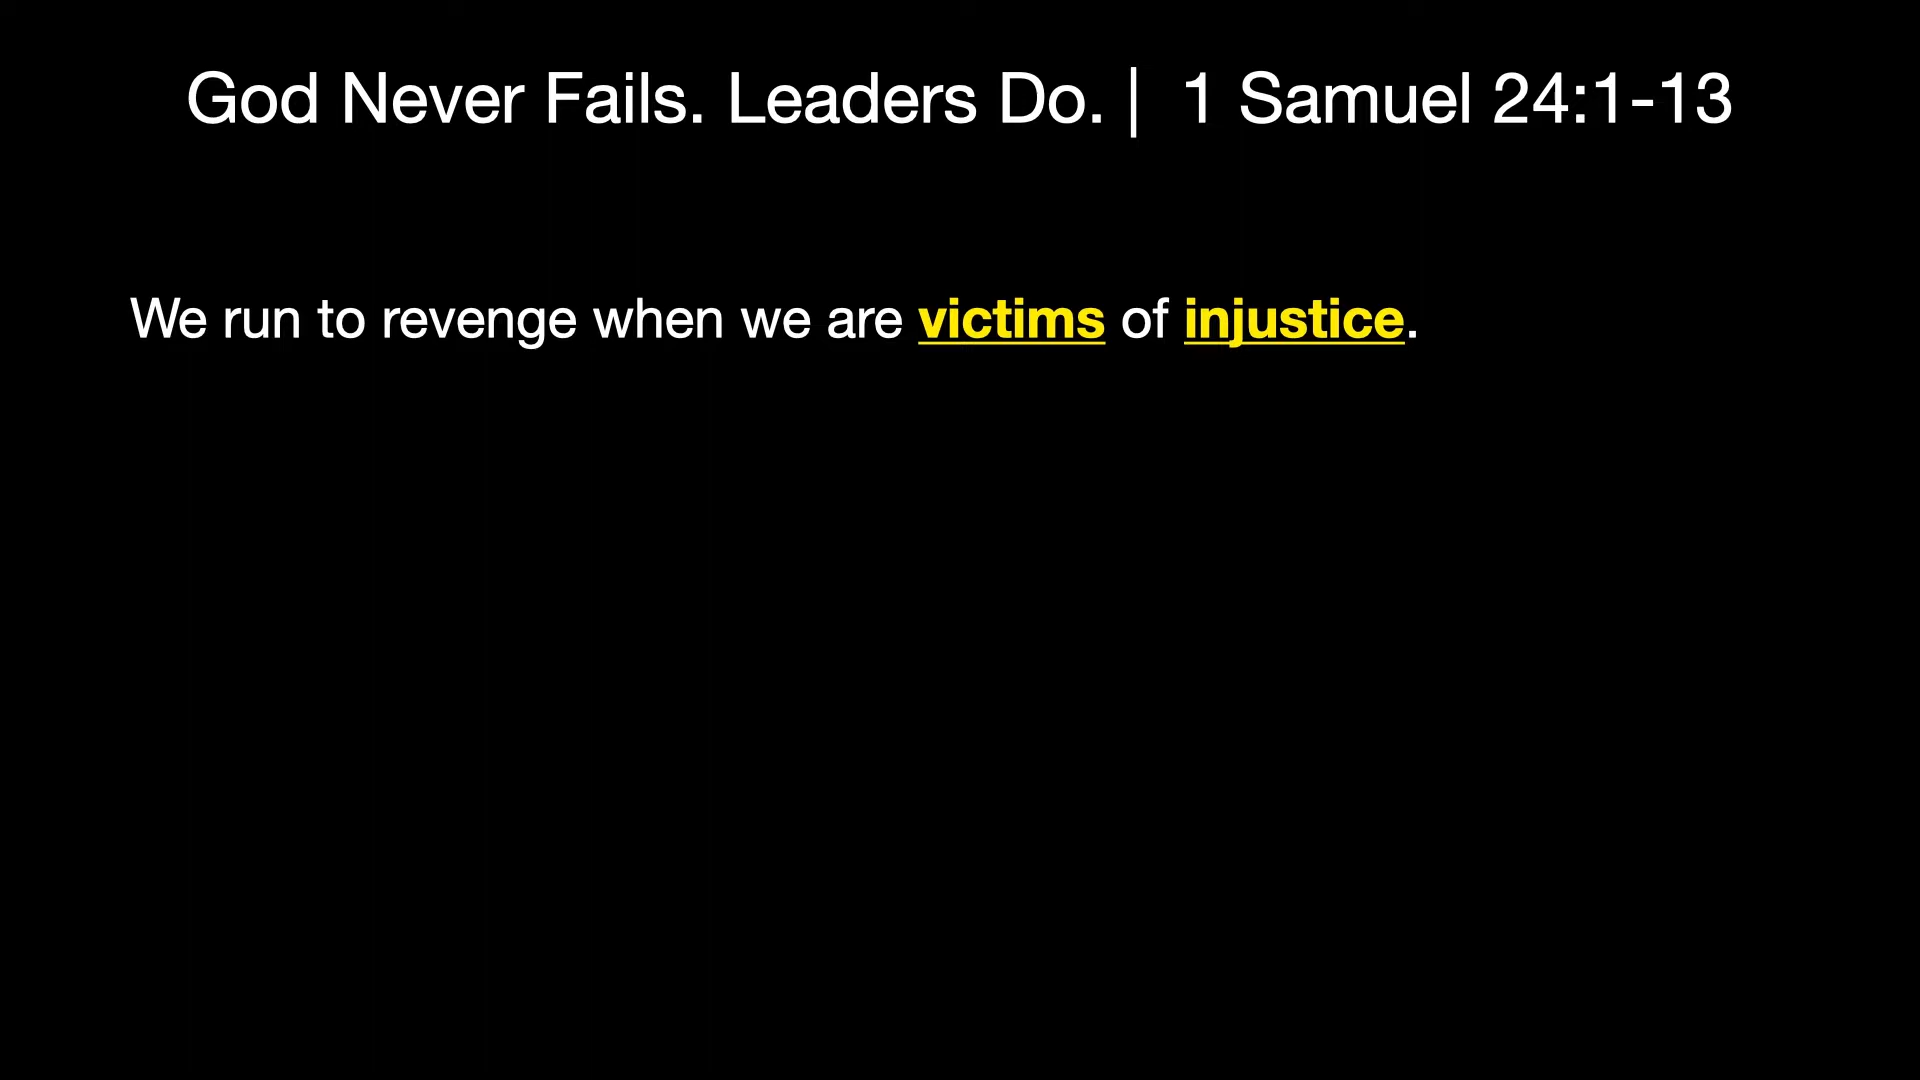 God Never Fails. Leaders Do. | 1 Samuel 24:1-13
We run to revenge when we are victims of injustice.